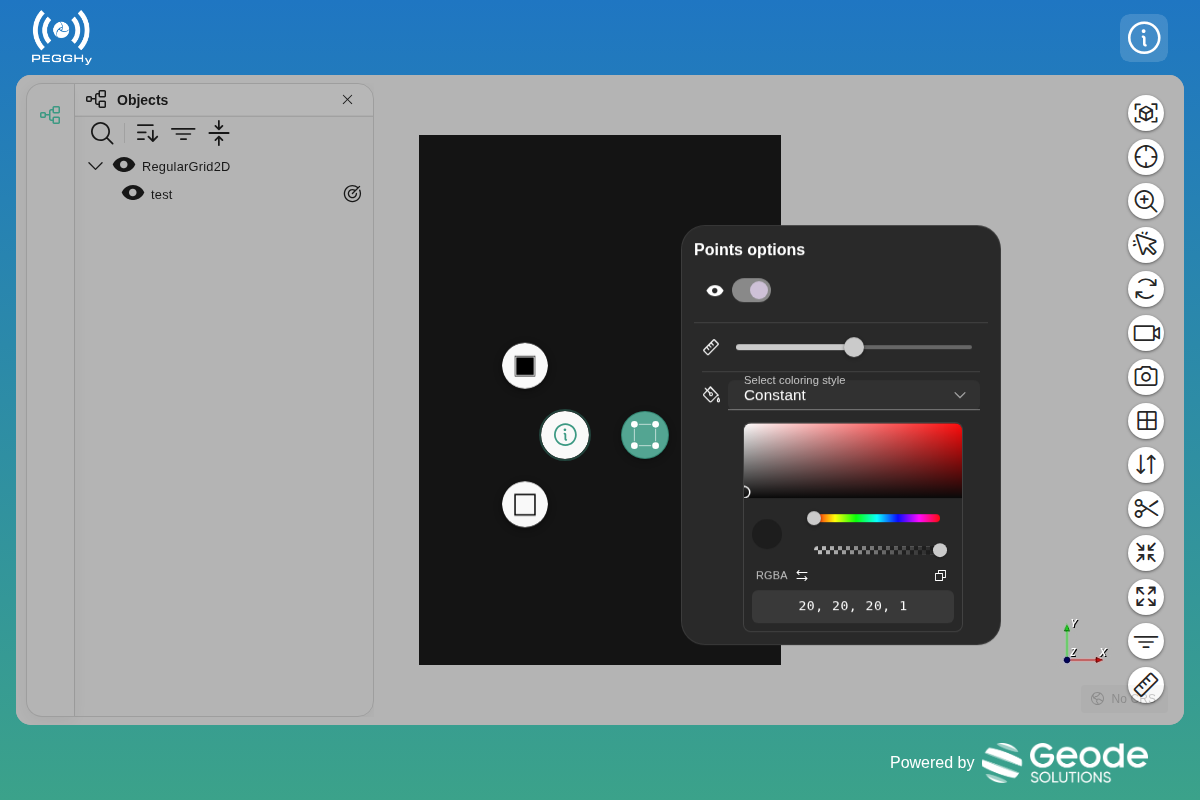 PEGGHy
Objects
RegularGrid2D
test
Points options
Select coloring style
Constant
RGBA
20, 20, 20, 1
Y
Z
X
No CRS
Powered by
Geode
SOLUTIONS